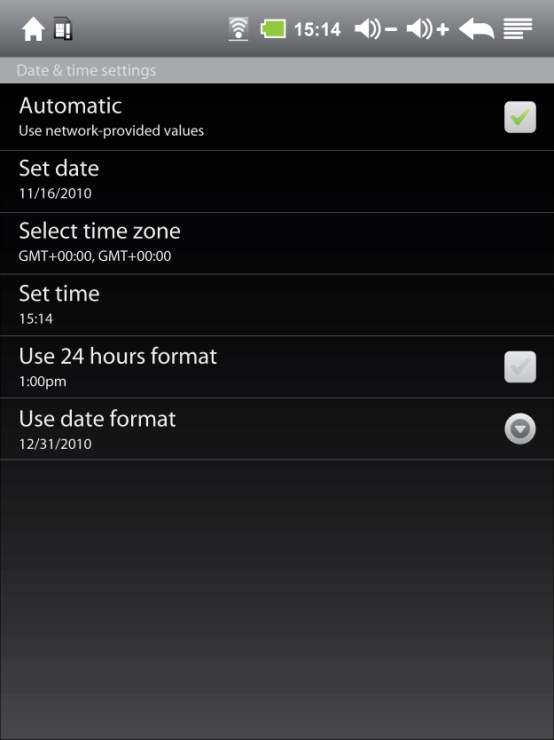 15:14
Date & time settings
Automatic
Use network-provided values
Set date
11/16/2010
Select time zone
GMT+00:00, GMT+00:00
Set time
15:14
Use 24 hours format
1:00pm
Use date format
12/31/2010